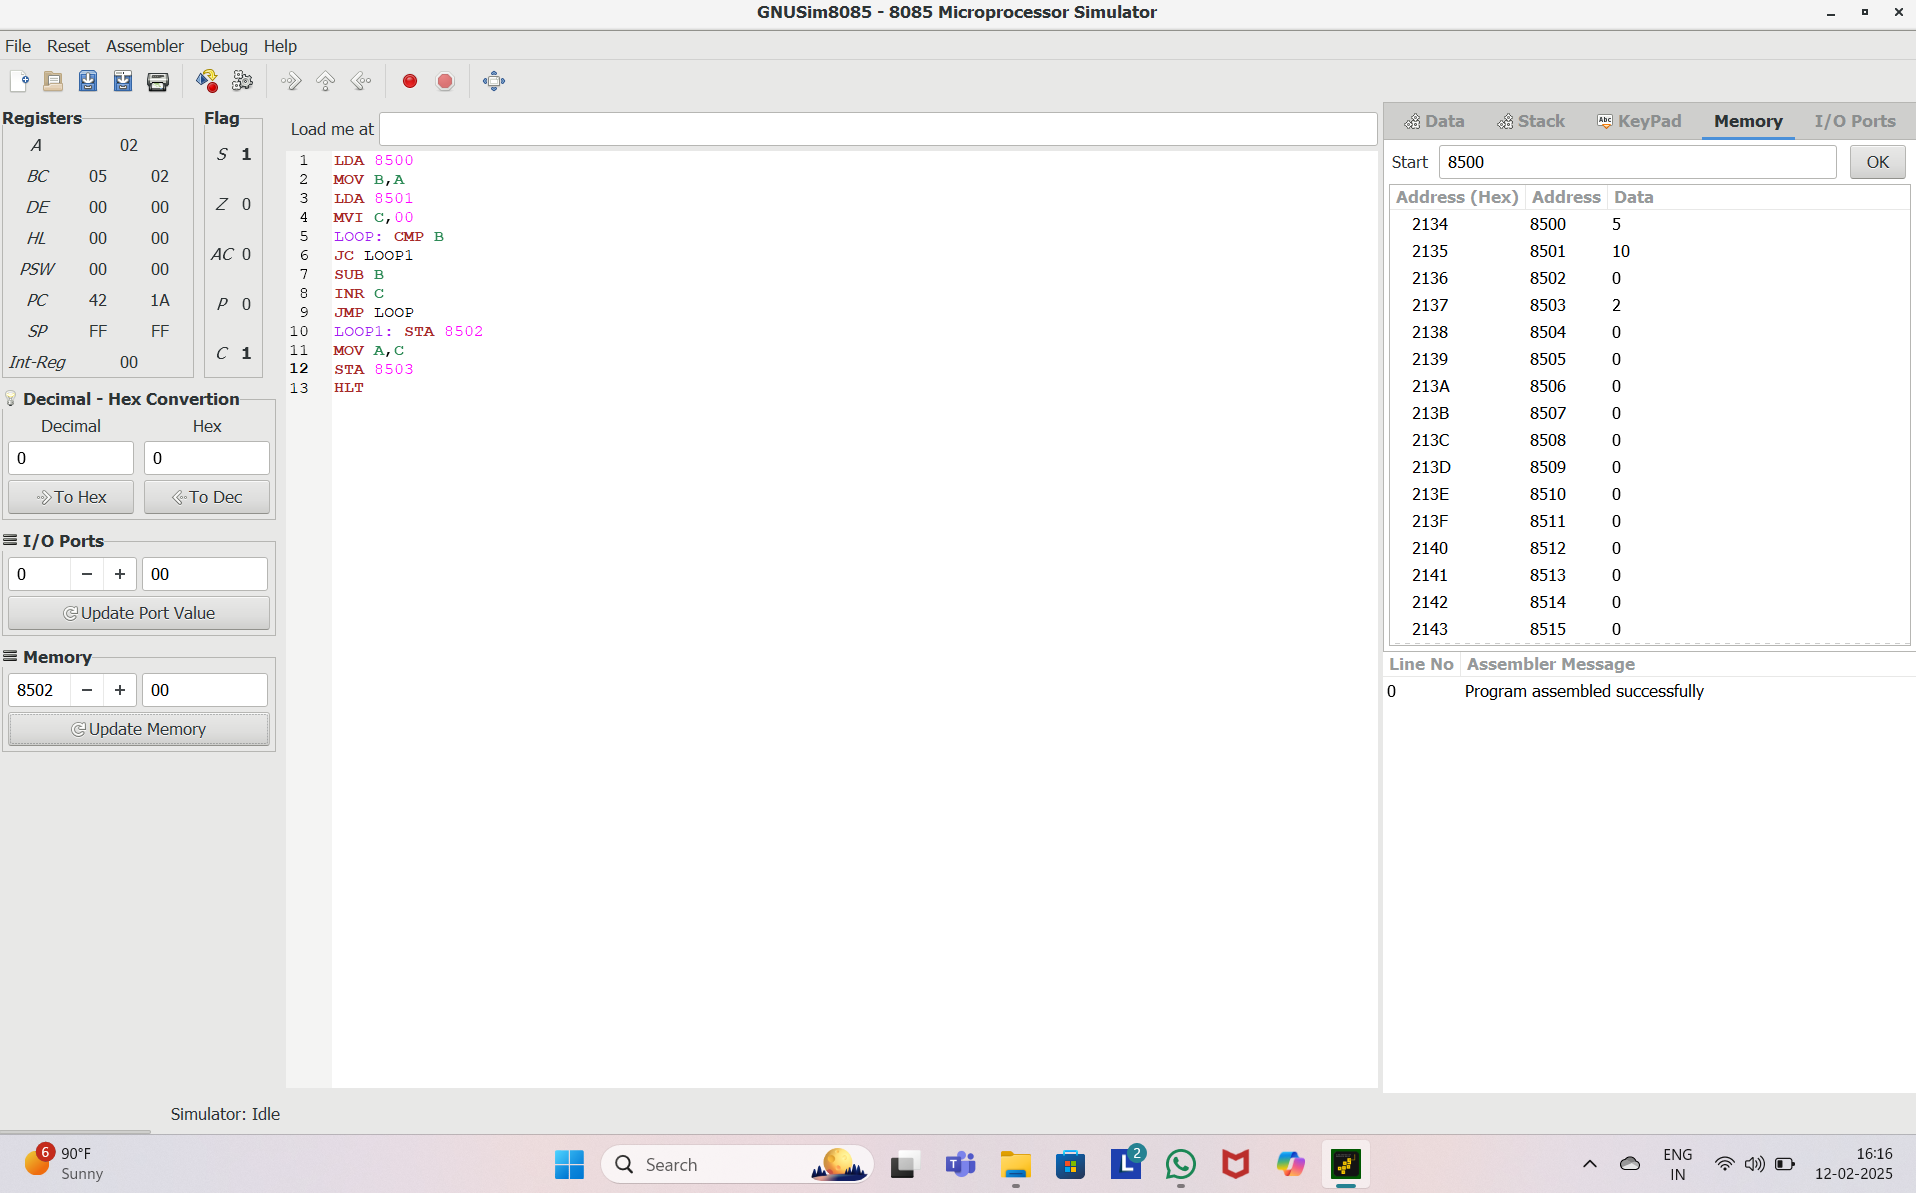 GNUSim8085 - 8085 Microprocessor Simulator
File Reset Assembler Debug Help
Registers
A 02
BC 05 02
DE 00 00
HL 00 00
PSW 00 00
PC 42 1A
SP FF FF
Int-Reg 00
Flag
S 1
Z 0
AC 0
P 0
C 1
Decimal - Hex Convertion
Decimal Hex
0 0
To Hex To Dec
I/O Ports
0 − + 00
Update Port Value
Memory
8502 − + 00
Update Memory
Load me at
1 LDA 8500
2 MOV B,A
3 LDA 8501
4 MVI C,00
5 LOOP: CMP B
6 JC LOOP1
7 SUB B
8 INR C
9 JMP LOOP
10 LOOP1: STA 8502
11 MOV A,C
12 STA 8503
13 HLT
Data Stack Abc KeyPad Memory I/O Ports
Start 8500 OK
Address (Hex) Address Data
2134 8500 5
2135 8501 10
2136 8502 0
2137 8503 2
2138 8504 0
2139 8505 0
213A 8506 0
213B 8507 0
213C 8508 0
213D 8509 0
213E 8510 0
213F 8511 0
2140 8512 0
2141 8513 0
2142 8514 0
2143 8515 0
Line No Assembler Message
0 Program assembled successfully
Simulator: Idle
6 90°F
Sunny
Search
T
L 2
ENG
IN
16:16
12-02-2025